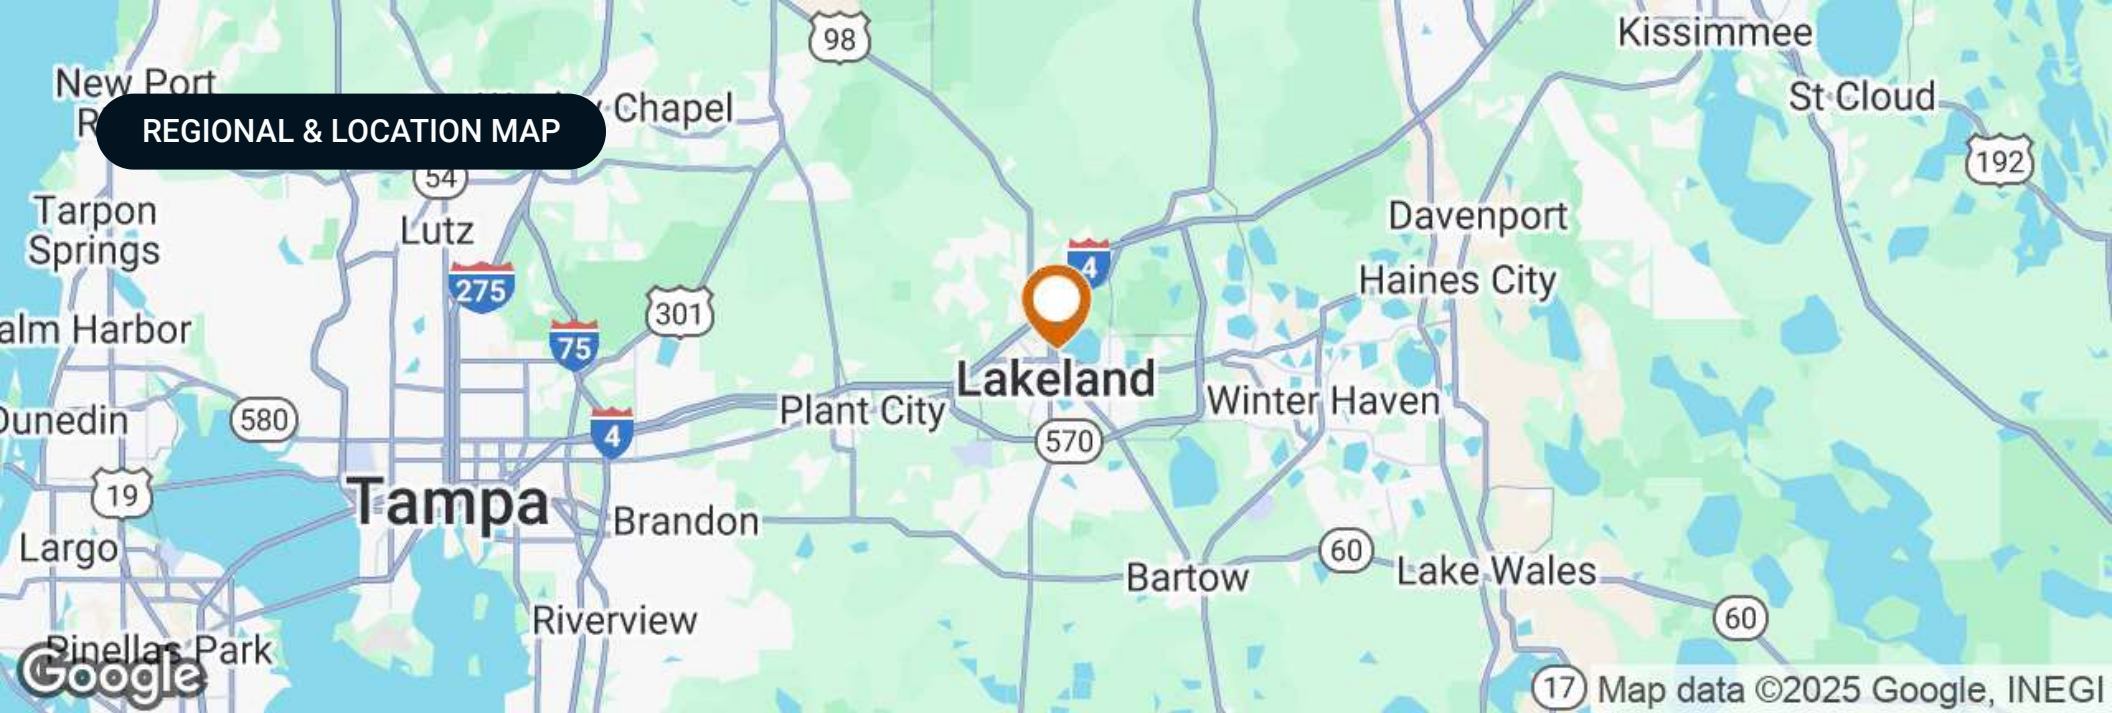 98
Kissimmee
New Port
St Cloud
Chapel
REGIONAL & LOCATION MAP
192
54
Tarpon
Springs
Lutz
Davenport
4
275
Haines City
301
alm Harbor
75
Lakeland
Winter Haven
Plant City
Dunedin
580
4
570
19
Tampa
Brandon
Largo
60
Bartow
Lake Wales
Riverview
60
Pinellas Park
Google
17
Map data ©2025 Google, INEGI